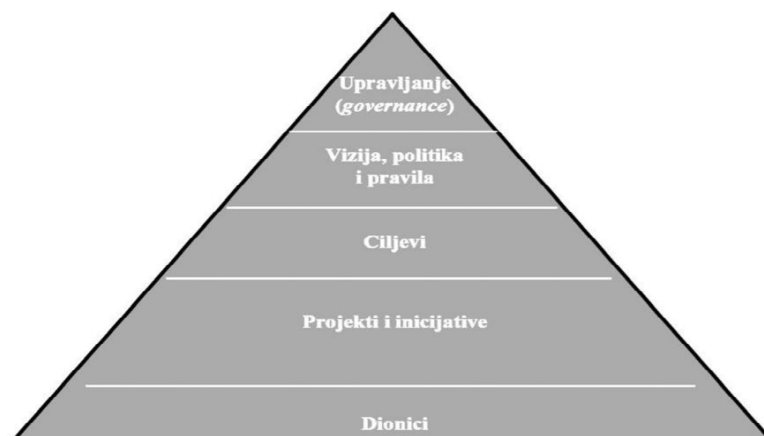 Upravljanje
(governance)
Vizija, politika
i pravila
Ciljevi
Projekti i inicijative
Dionici